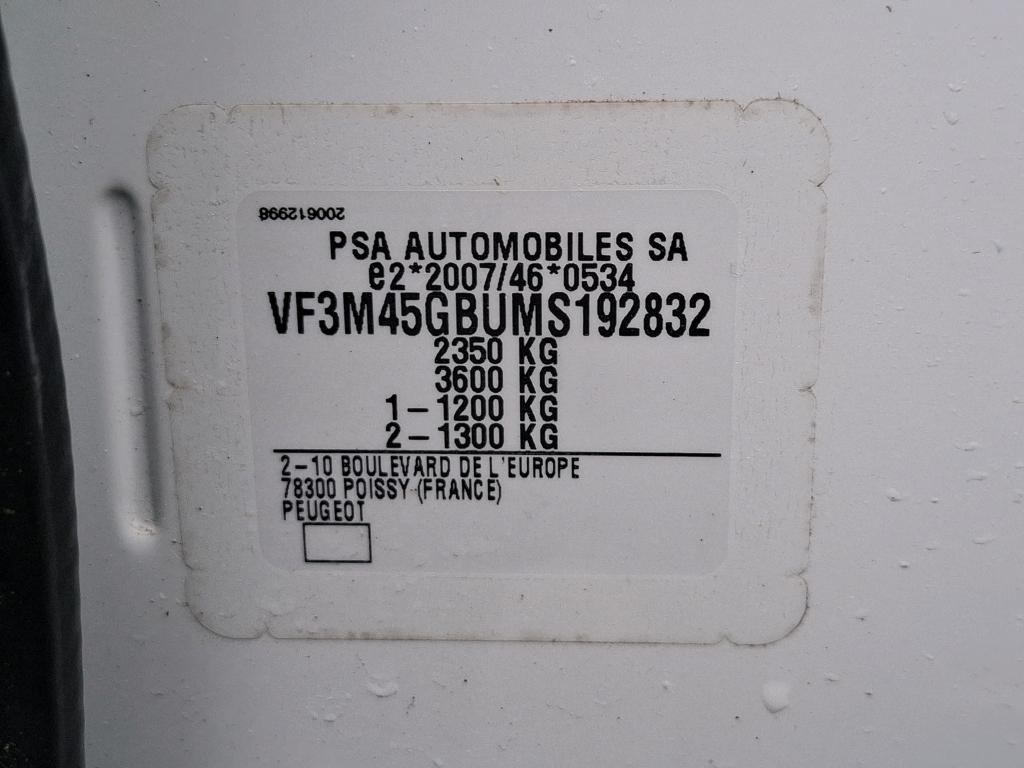 200612998
PSA AUTOMOBILES SA
e2*2007/46*0534
VF3M45GBUMS192832
2350 KG
3600 KG
1-1200 KG
2-1300 KG
2-10 BOULEVARD DE L'EUROPE
78300 POISSY (FRANCE)
PEUGEOT